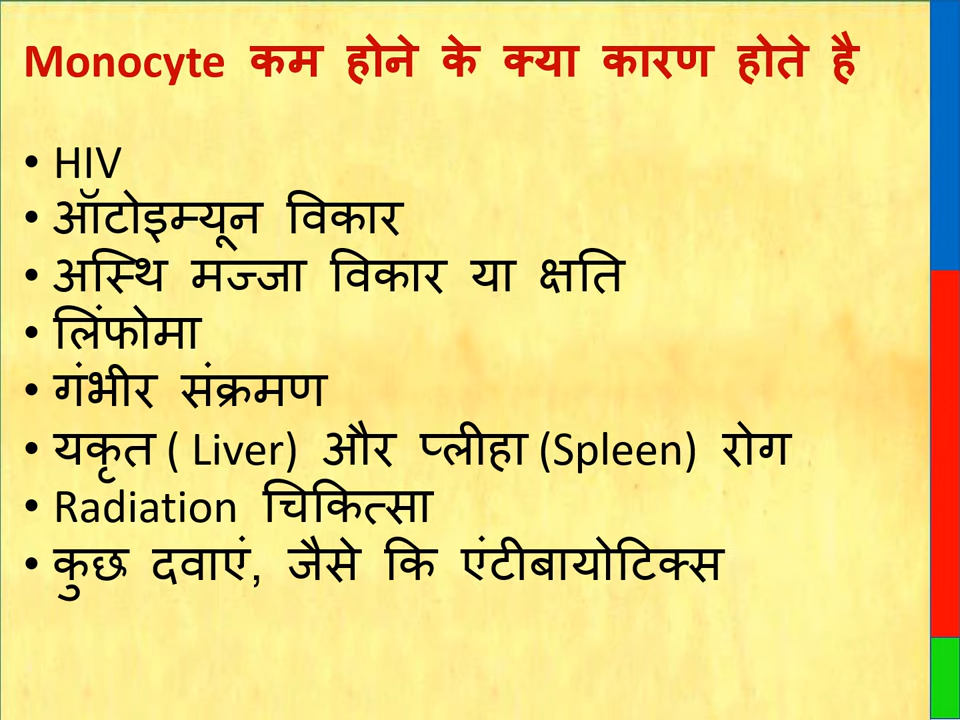 Monocyte कम होने के क्या कारण होते है
• HIV
• ऑटोइम्यून विकार
• अस्थि मज्जा विकार या क्षति
• लिंफोमा
• गंभीर संक्रमण
• यकृत ( Liver) और प्लीहा (Spleen) रोग
• Radiation चिकित्सा
• कुछ दवाएं, जैसे कि एंटीबायोटिक्स